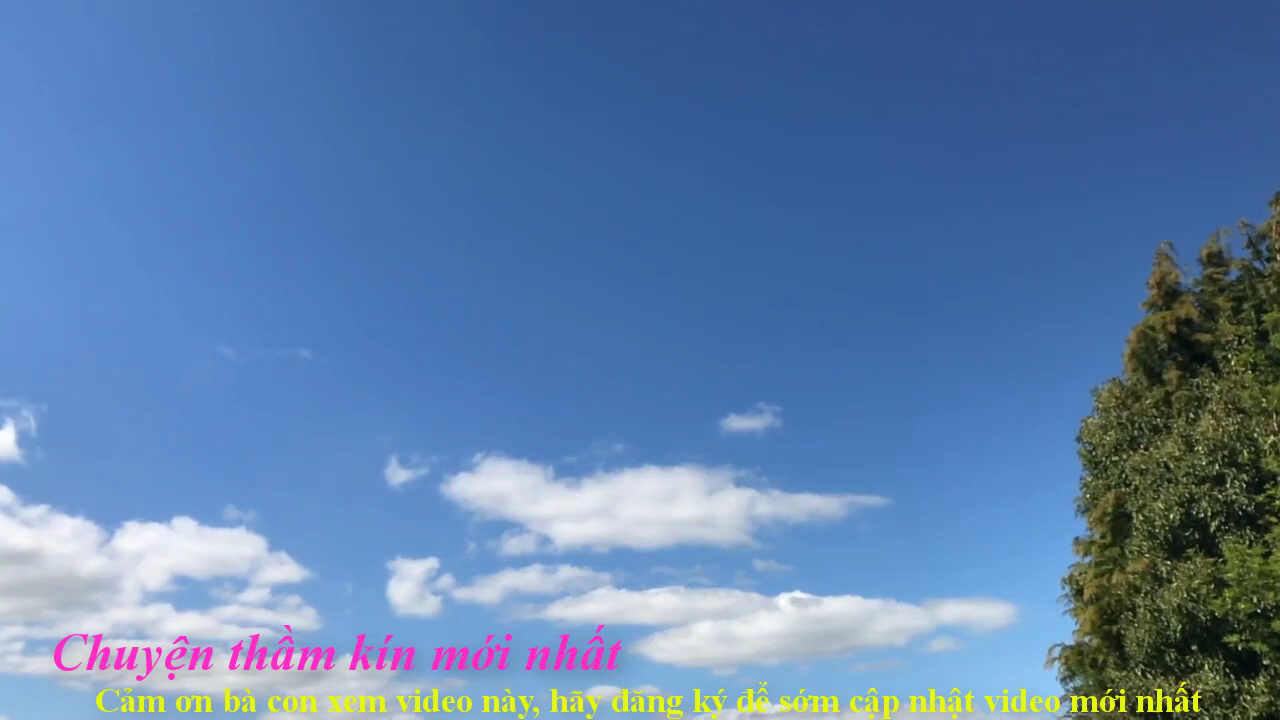 Chuyện thầm kín mới nhất
Cảm ơn bà con xem video này, hãy đăng ký để sớm cập nhật video mới nhất